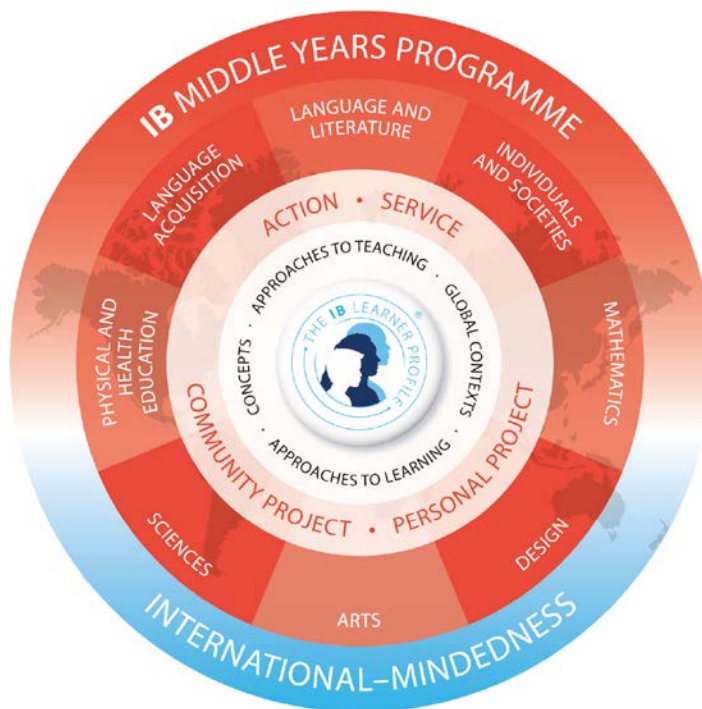 IB MIDDLE YEARS PROGRAMME
LANGUAGE AND
LITERATURE
INDIVIDUALS
AND SOCIETIES
MATHEMATICS
DESIGN
ARTS
SCIENCES
PHYSICAL AND
HEALTH
EDUCATION
LANGUAGE
ACQUISITION
ACTION • SERVICE
PERSONAL PROJECT •
COMMUNITY PROJECT
APPROACHES TO TEACHING ·
GLOBAL CONTEXTS ·
APPROACHES TO LEARNING ·
CONCEPTS ·
THE IB LEARNER PROFILE
®
INTERNATIONAL–MINDEDNESS